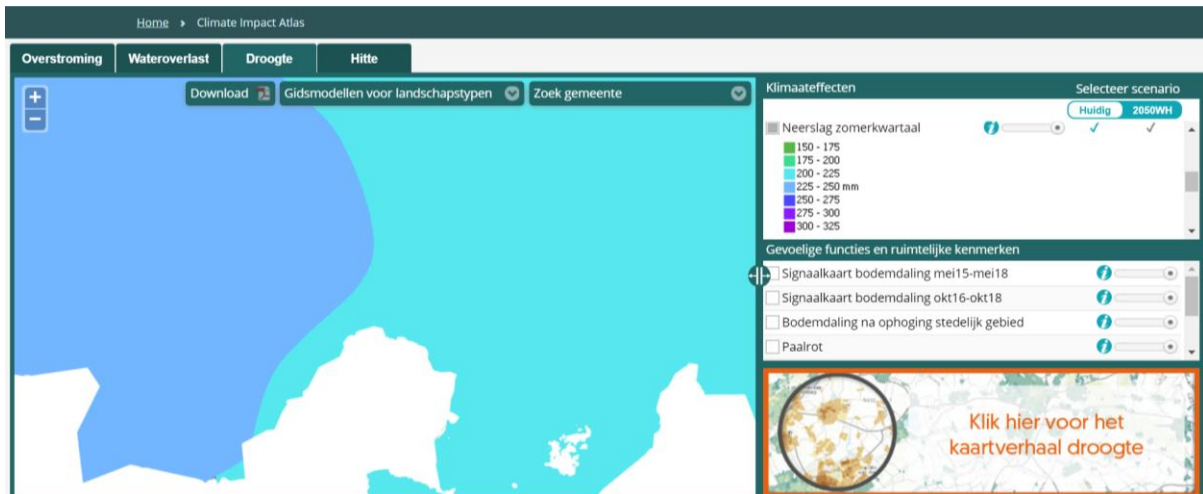 Home › Climate Impact Atlas
Overstroming Wateroverlast Droogte Hitte
+
−
Download Gidsmodellen voor landschapstypen Zoek gemeente
Klimaateffecten Selecteer scenario
Huidig 2050WH
Neerslag zomerkwartaal i
150 - 175
175 - 200
200 - 225
225 - 250 mm
250 - 275
275 - 300
300 - 325
Gevoelige functies en ruimtelijke kenmerken
Signaalkaart bodemdaling mei15-mei18 i
Signaalkaart bodemdaling okt16-okt18 i
Bodemdaling na ophoging stedelijk gebied i
Paalrot i
Klik hier voor het
kaartverhaal droogte